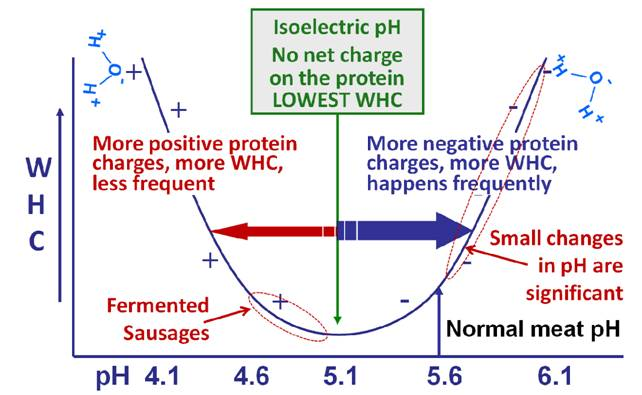 Isoelectric pH
No net charge
on the protein
LOWEST WHC
H+
H+
O-
+
+
+
+
More positive protein
charges, more WHC,
less frequent
More negative protein
charges, more WHC,
happens frequently
-
-
-
-
+H
O-
H+
W
H
C
Small changes
in pH are
significant
Fermented
Sausages
Normal meat pH
pH 4.1 4.6 5.1 5.6 6.1